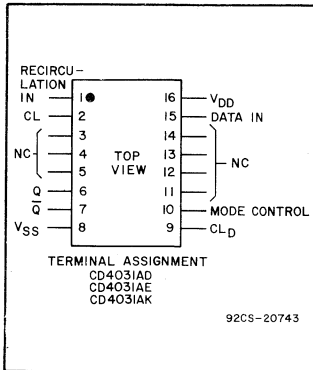 RECIRCU-
LATION
IN 1 16 VDD
CL 2 15 DATA IN
3 14
NC 4 TOP 13 NC
5 VIEW 12
Q 6 11
Q̅ 7 10 MODE CONTROL
VSS 8 9 CLD
TERMINAL ASSIGNMENT
CD4031AD
CD4031AE
CD4031AK
92CS-20743